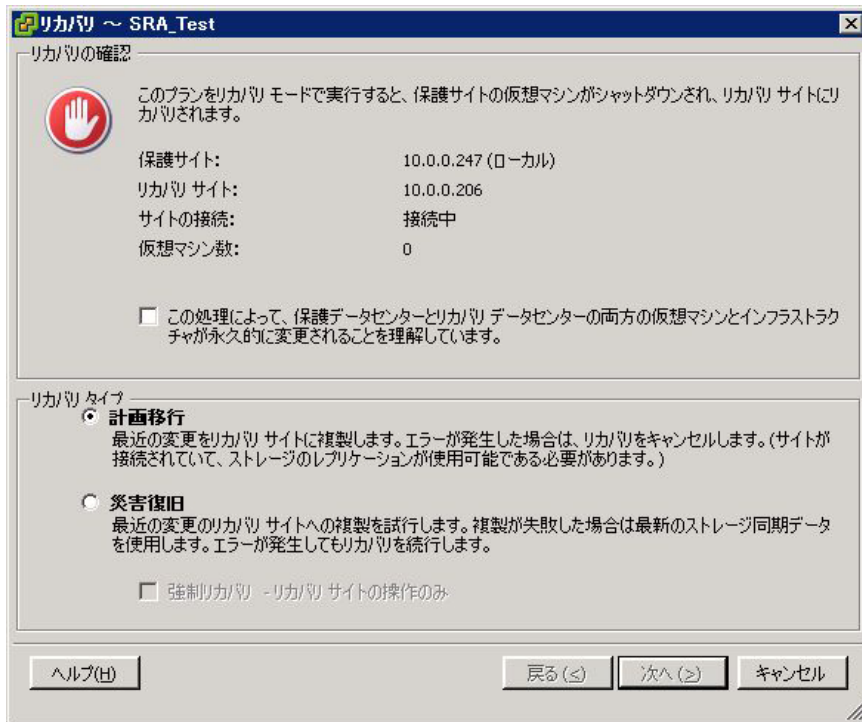 リカバリ ～ SRA_Test
リカバリの確認
このプランをリカバリ モードで実行すると、保護サイトの仮想マシンがシャットダウンされ、リカバリ サイトにリ
カバリされます。
保護サイト: 10.0.0.247 (ローカル)
リカバリ サイト: 10.0.0.206
サイトの接続: 接続中
仮想マシン数: 0
この処理によって、保護データセンターとリカバリ データセンターの両方の仮想マシンとインフラストラク
チャが永久的に変更されることを理解しています。
リカバリ タイプ
計画移行
最近の変更をリカバリ サイトに複製します。エラーが発生した場合は、リカバリをキャンセルします。(サイトが
接続されていて、ストレージのレプリケーションが使用可能である必要があります。)
災害復旧
最近の変更のリカバリ サイトへの複製を試行します。複製が失敗した場合は最新のストレージ同期データ
を使用します。エラーが発生してもリカバリを続行します。
強制リカバリ - リカバリ サイトの操作のみ
ヘルプ(H) 戻る(<) 次へ(>) キャンセル